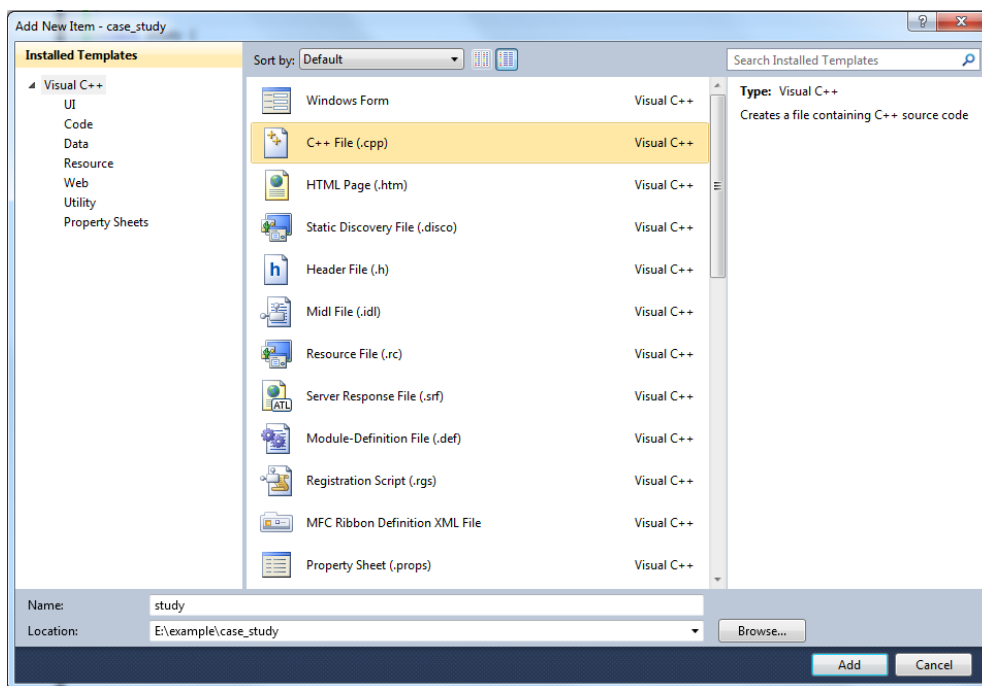 Add New Item - case_study
Installed Templates
Sort by: Default
Search Installed Templates
Visual C++
UI
Code
Data
Resource
Web
Utility
Property Sheets
Windows Form Visual C++
C++ File (.cpp) Visual C++
HTML Page (.htm) Visual C++
Static Discovery File (.disco) Visual C++
h Header File (.h) Visual C++
Midl File (.idl) Visual C++
Resource File (.rc) Visual C++
ATL Server Response File (.srf) Visual C++
Module-Definition File (.def) Visual C++
Registration Script (.rgs) Visual C++
MFC Ribbon Definition XML File Visual C++
Property Sheet (.props) Visual C++
Type: Visual C++
Creates a file containing C++ source code
Name: study
Location: E:\example\case_study
Browse...
Add Cancel